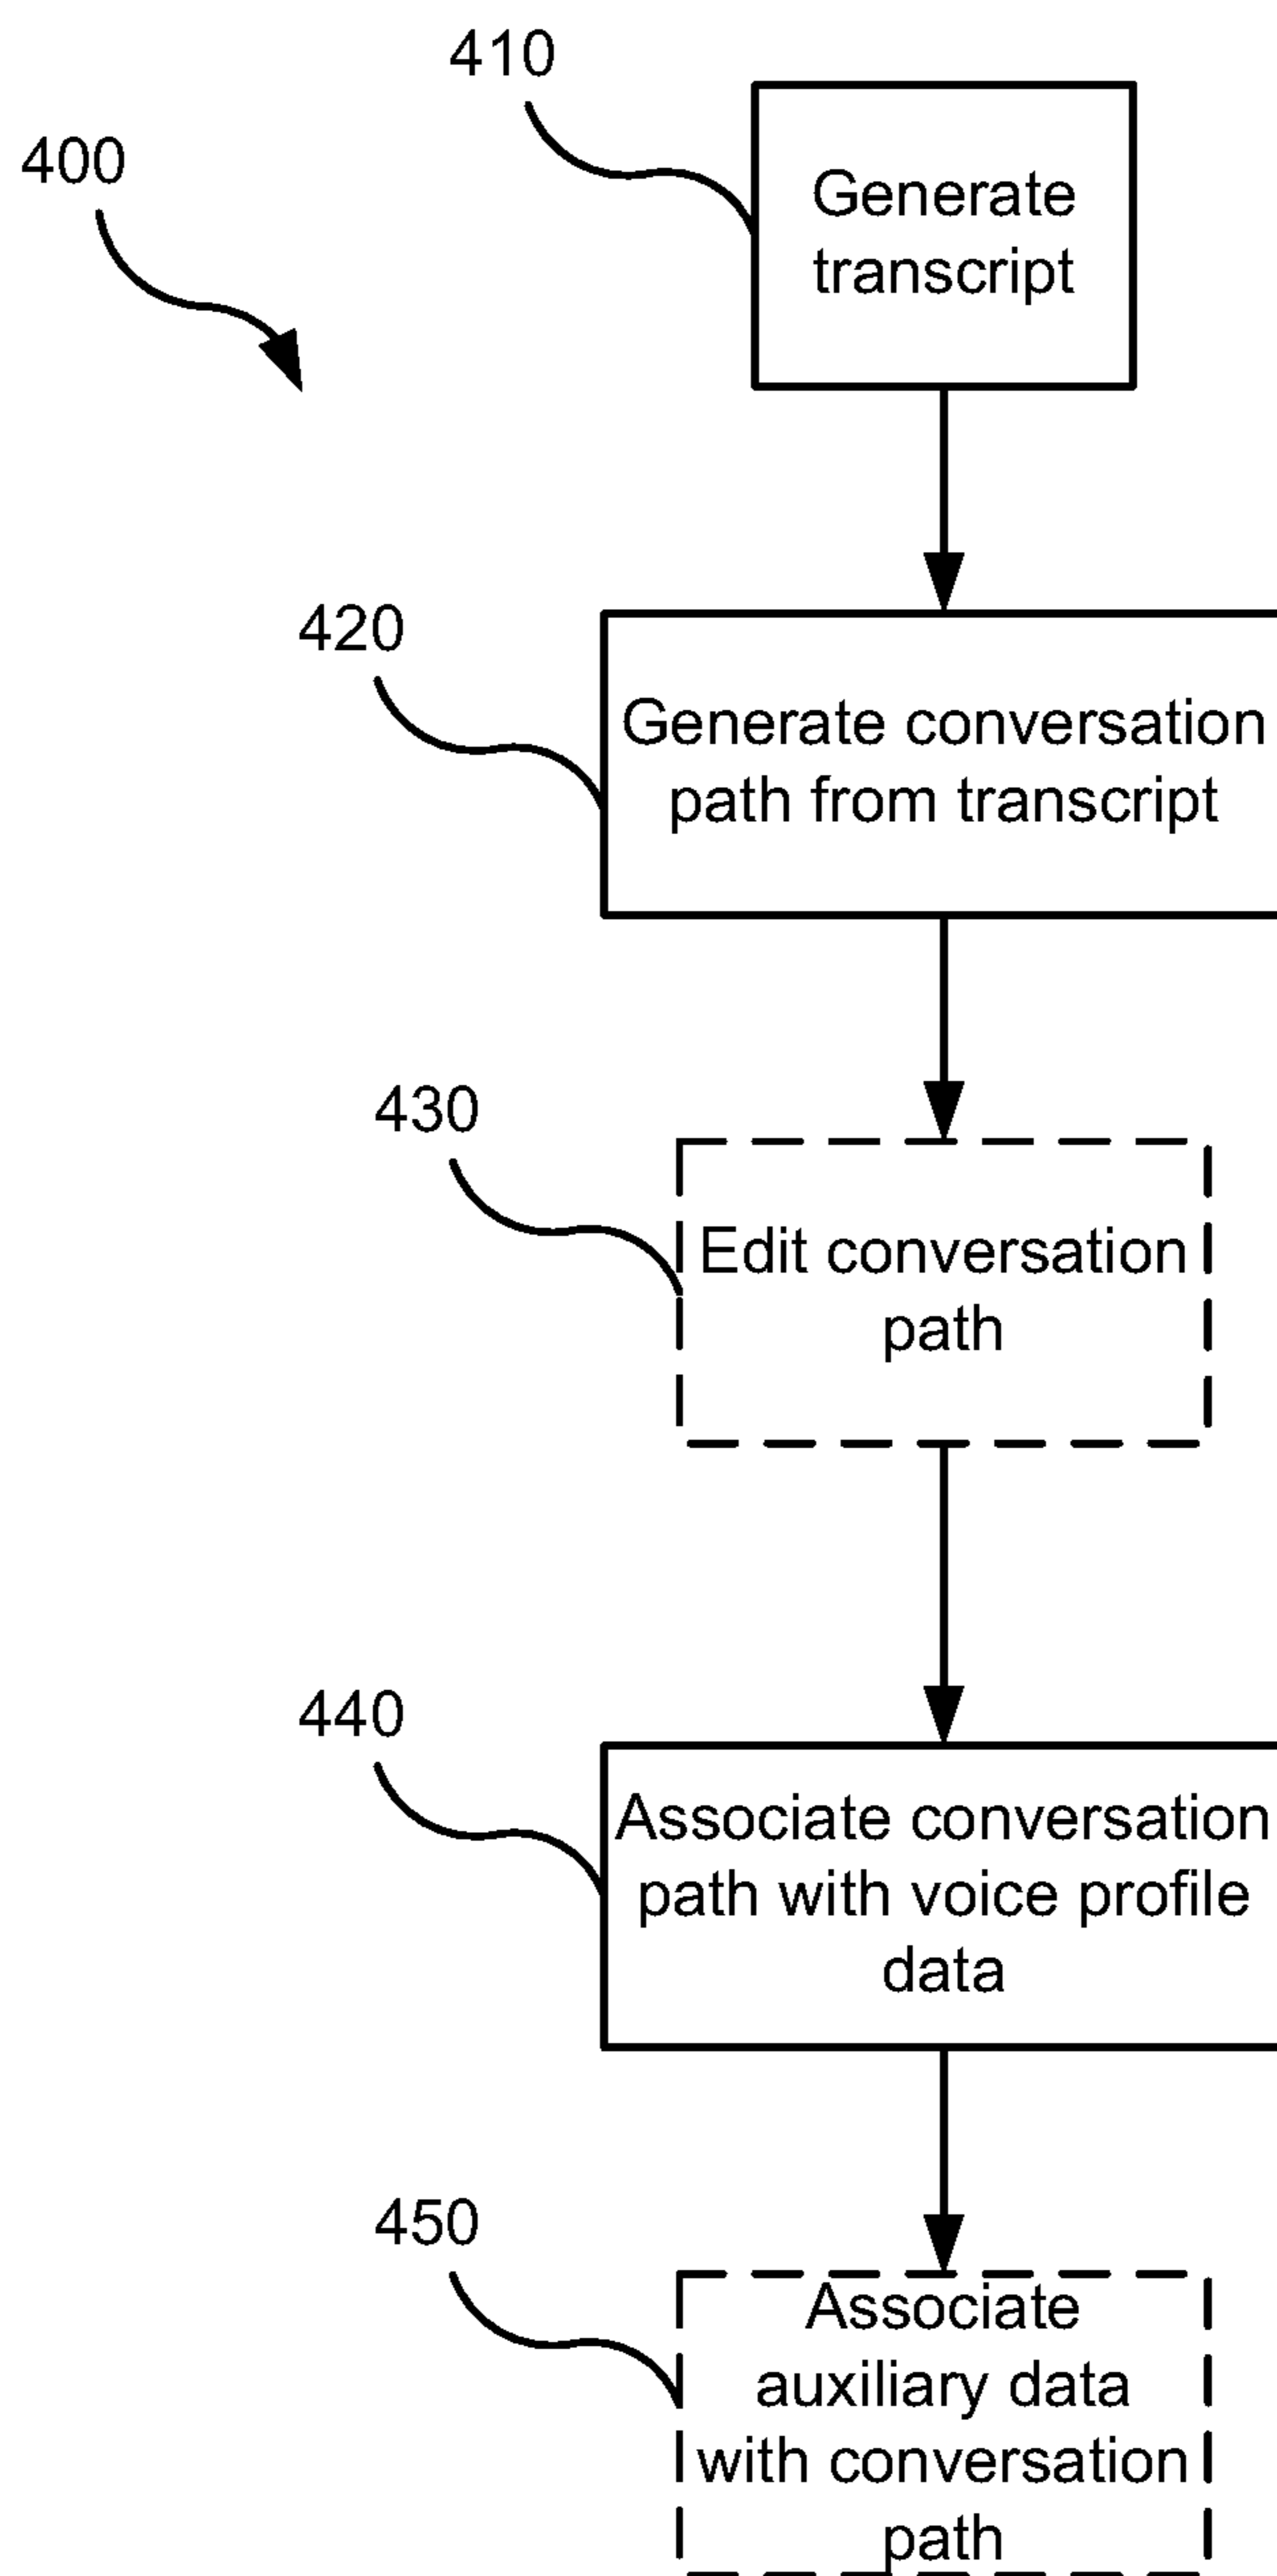 410
400
Generate
transcript
420
Generate conversation
path from transcript
430
Edit conversation
path
440
Associate conversation
path with voice profile
data
450
Associate
auxiliary data
with conversation
path